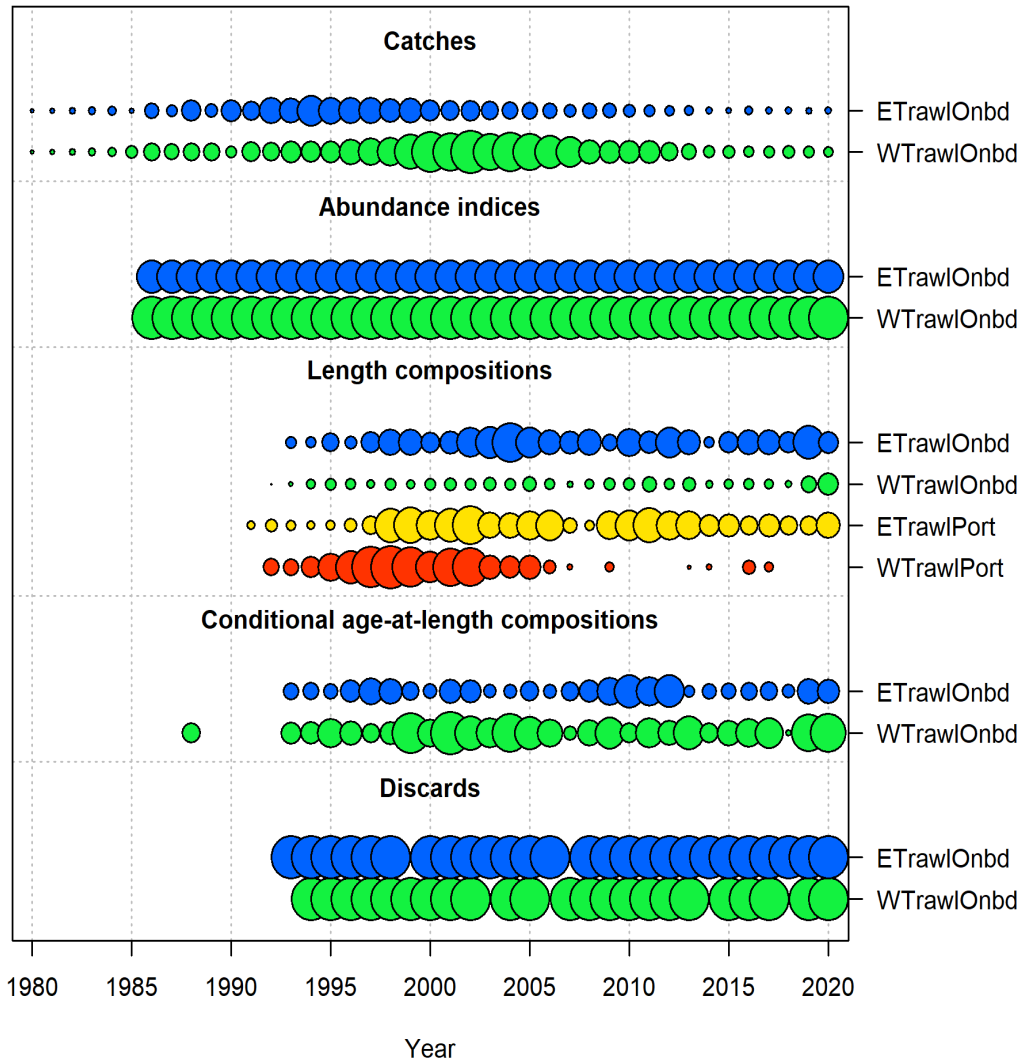 Catches
ETrawlOnbd
WTrawlOnbd
Abundance indices
ETrawlOnbd
WTrawlOnbd
Length compositions
ETrawlOnbd
WTrawlOnbd
ETrawlPort
WTrawlPort
Conditional age-at-length compositions
ETrawlOnbd
WTrawlOnbd
Discards
ETrawlOnbd
WTrawlOnbd
1980 1985 1990 1995 2000 2005 2010 2015 2020
Year